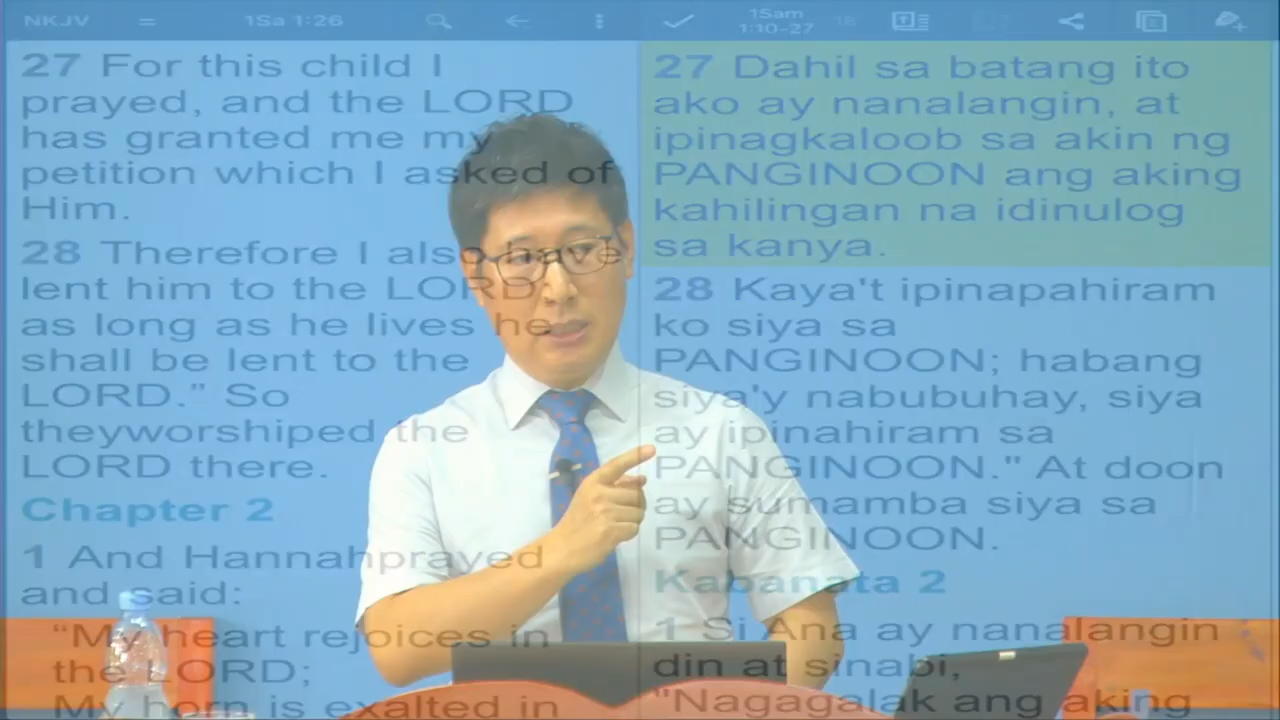 NKJV
1Sa 1:26
1Sam
1:10-27
18
27 For this child I
prayed, and the LORD
has granted me my
petition which I asked of
Him.
28 Therefore I also
lent him to the LORD;
as long as he lives he
shall be lent to the
LORD." So
theyworshiped the
LORD there.
Chapter 2
1 And Hannahprayed
and said:
"My heart rejoices in
the LORD;
My horn is exalted in
27 Dahil sa batang ito
ako ay nanalangin, at
ipinagkaloob sa akin ng
PANGINOON ang aking
kahilingan na idinulog
sa kanya.
28 Kaya't ipinapahiram
ko siya sa
PANGINOON; habang
siya'y nabubuhay, siya
ay ipinahiram sa
PANGINOON." At doon
ay sumamba siya sa
PANGINOON.
Kabanata 2
1 Si Ana ay nanalangin
din at sinabi,
"Nagagalak ang aking